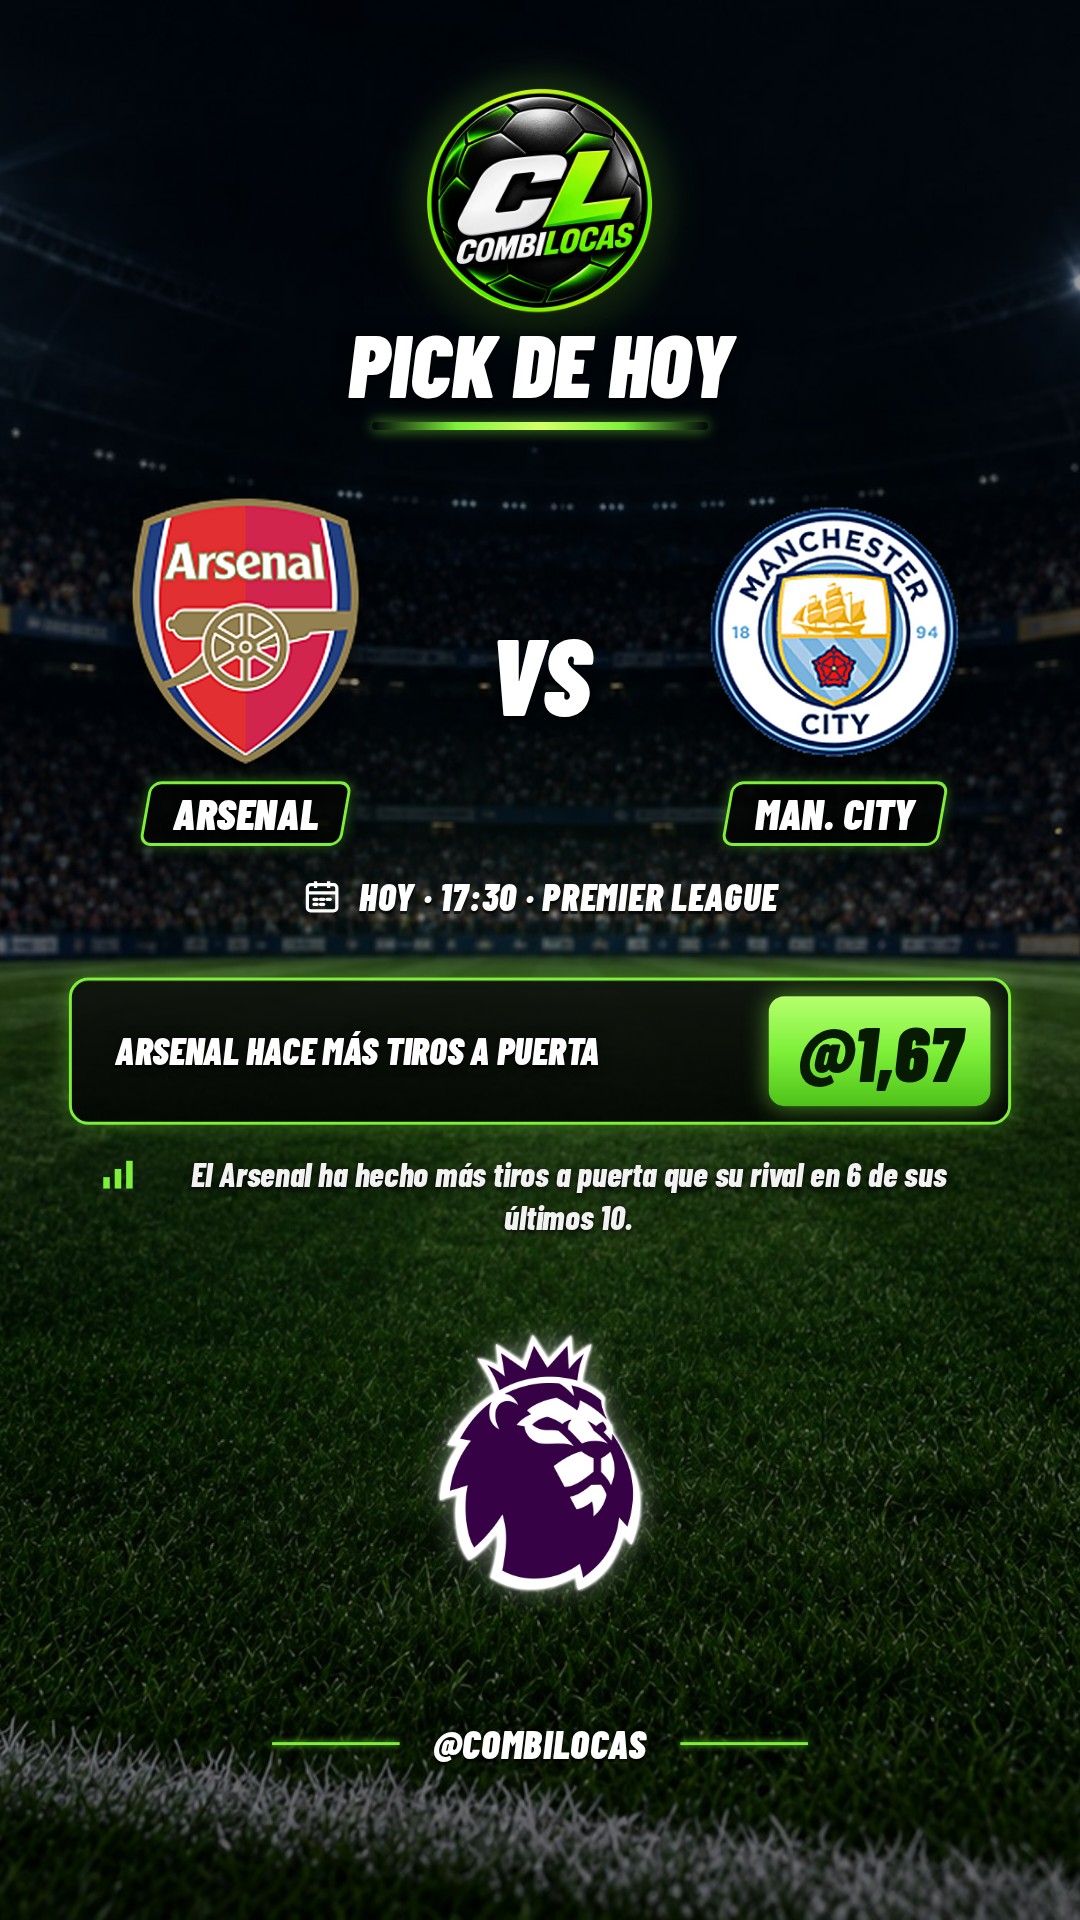 CL
COMBILOCAS
PICK DE HOY
Arsenal
MANCHESTER
18 94
CITY
VS
ARSENAL
MAN. CITY
HOY · 17:30 · PREMIER LEAGUE
ARSENAL HACE MÁS TIROS A PUERTA
@1,67
El Arsenal ha hecho más tiros a puerta que su rival en 6 de sus
últimos 10.
@COMBILOCAS